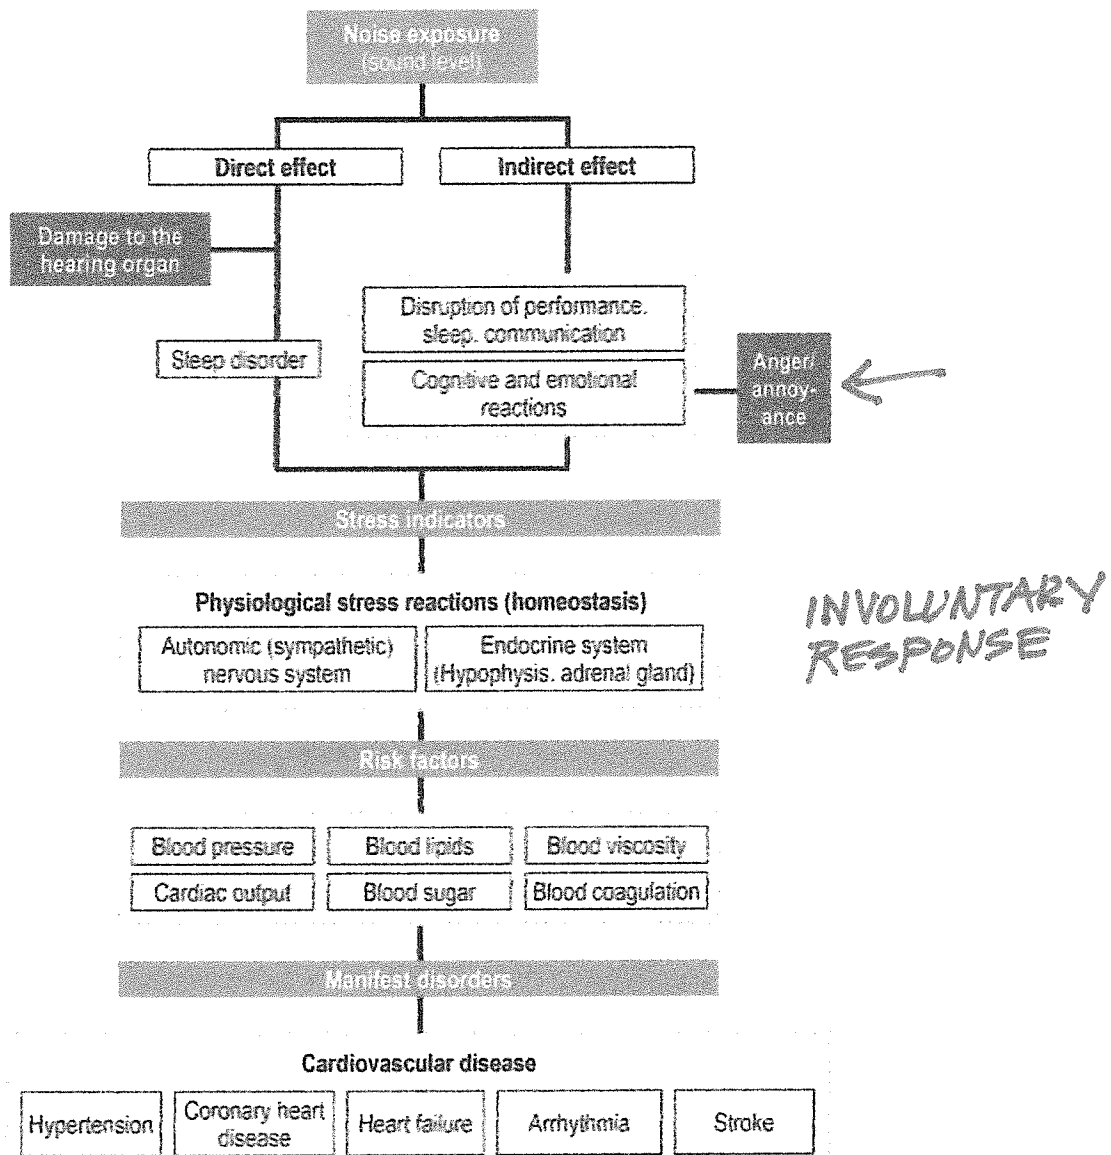 Noise exposure
(sound level)
Direct effect
Indirect effect
Damage to the
hearing organ
Disruption of performance.
sleep. communication
Sleep disorder
Cognitive and emotional
reactions
Anger/
annoy-
ance
Stress indicators
Physiological stress reactions (homeostasis)
Autonomic (sympathetic)
nervous system
Endocrine system
(Hypophysis. adrenal gland)
INVOLUNTARY
RESPONSE
Risk factors
Blood pressure
Blood lipids
Blood viscosity
Cardiac output
Blood sugar
Blood coagulation
Manifest disorders
Cardiovascular disease
Hypertension
Coronary heart
disease
Heart failure
Arrhythmia
Stroke